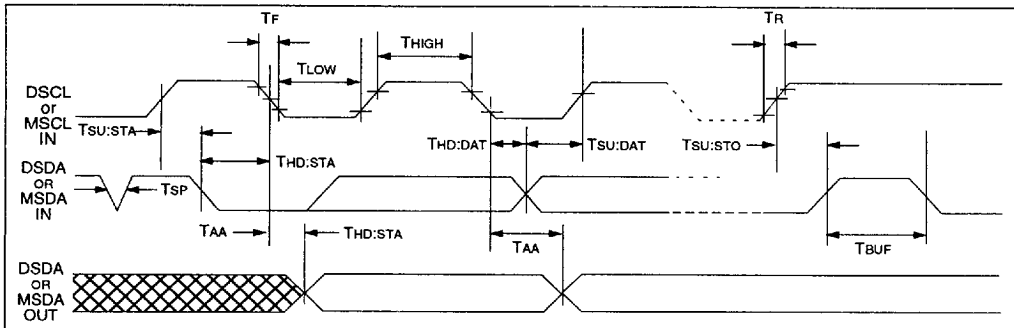 TF
TR
THIGH
TLOW
DSCL
or
MSCL
IN
TSU:STA
THD:DAT
TSU:DAT
TSU:STO
THD:STA
DSDA
OR
MSDA
IN
TSP
TAA
THD:STA
TAA
TBUF
DSDA
OR
MSDA
OUT